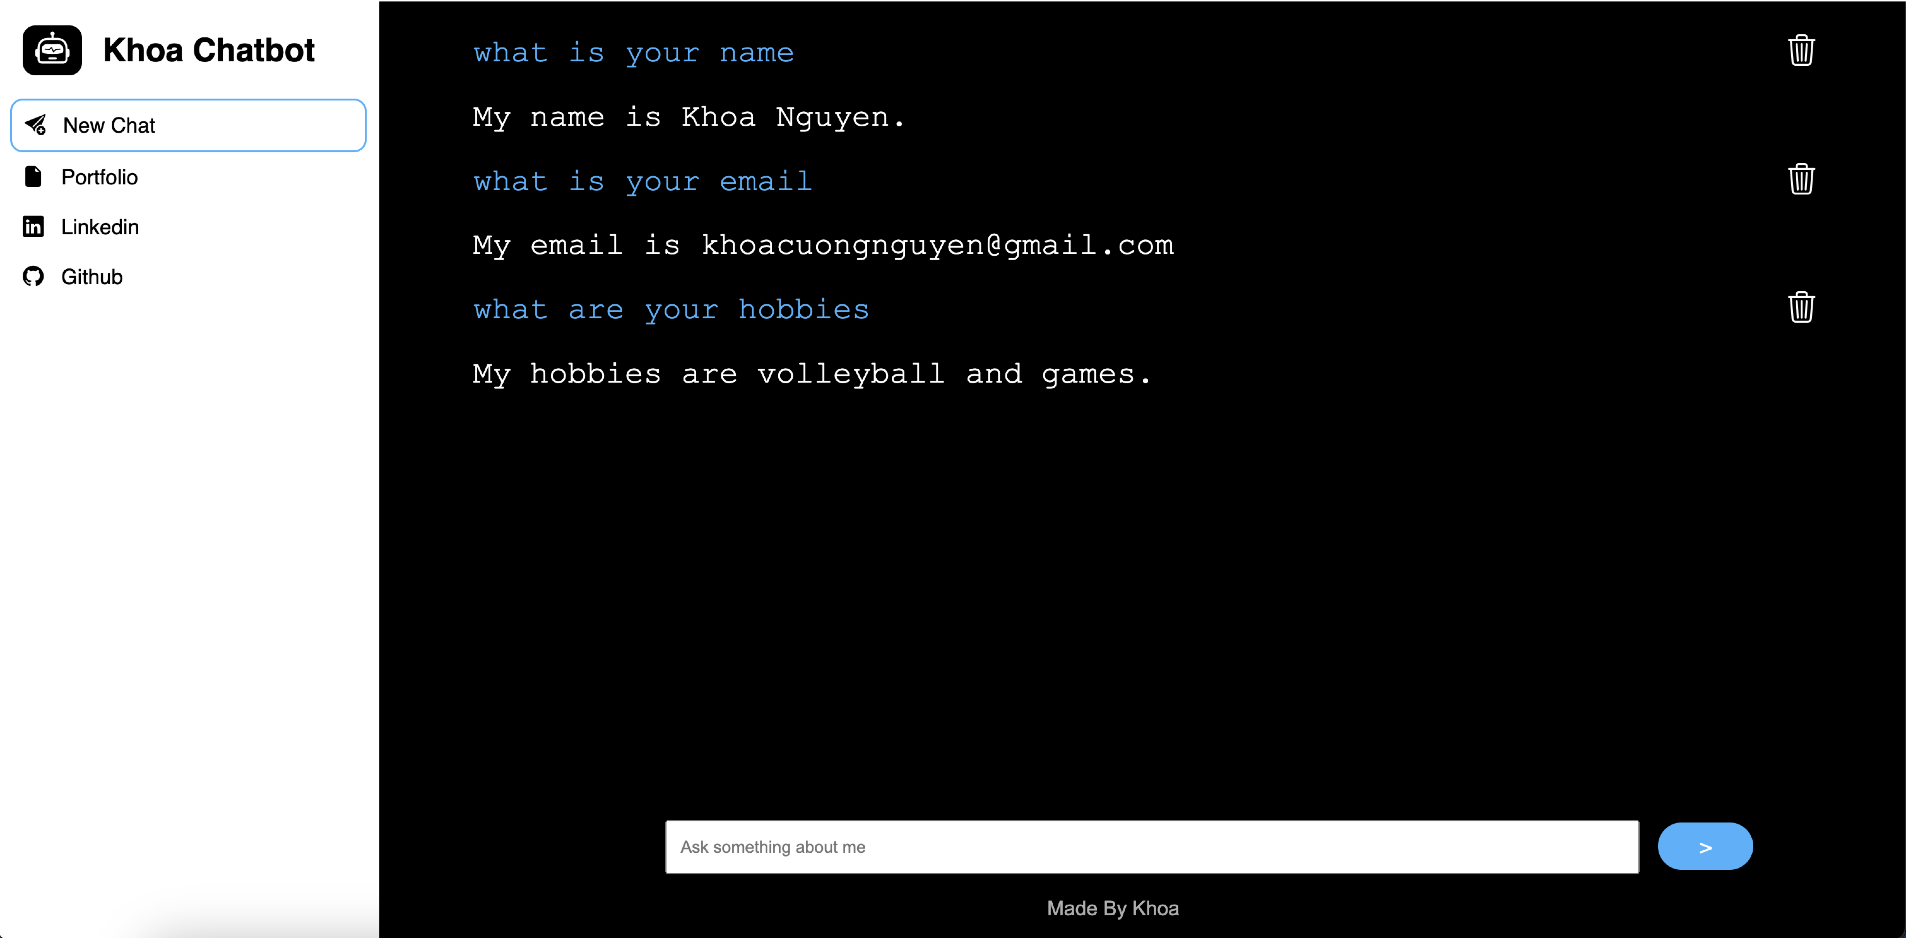 Khoa Chatbot
New Chat
Portfolio
Linkedin
Github
what is your name
My name is Khoa Nguyen.
what is your email
My email is khoacuongnguyen@gmail.com
what are your hobbies
My hobbies are volleyball and games.
Ask something about me
>
Made By Khoa